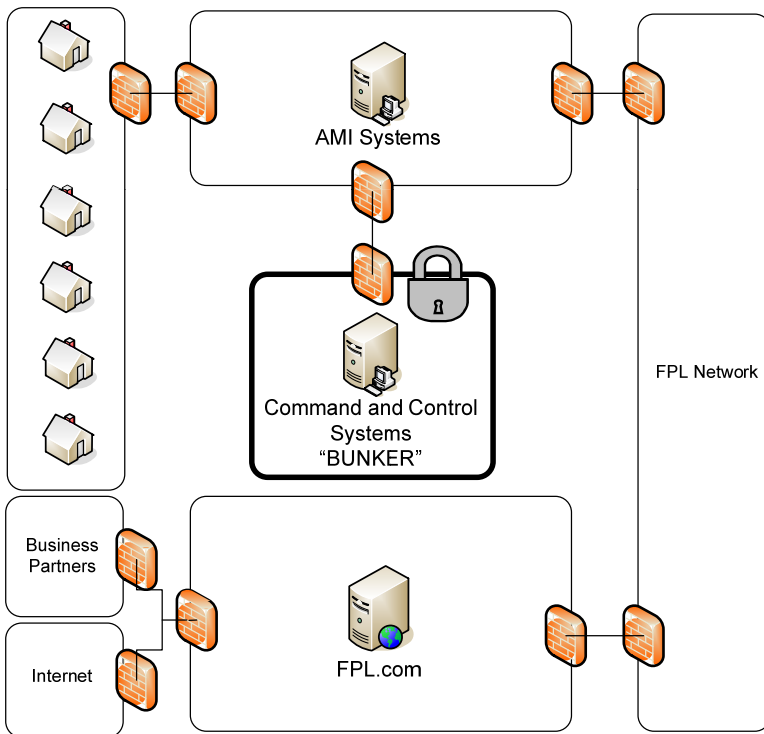 AMI Systems
Command and Control
Systems
“BUNKER”
FPL Network
Business
Partners
Internet
FPL.com